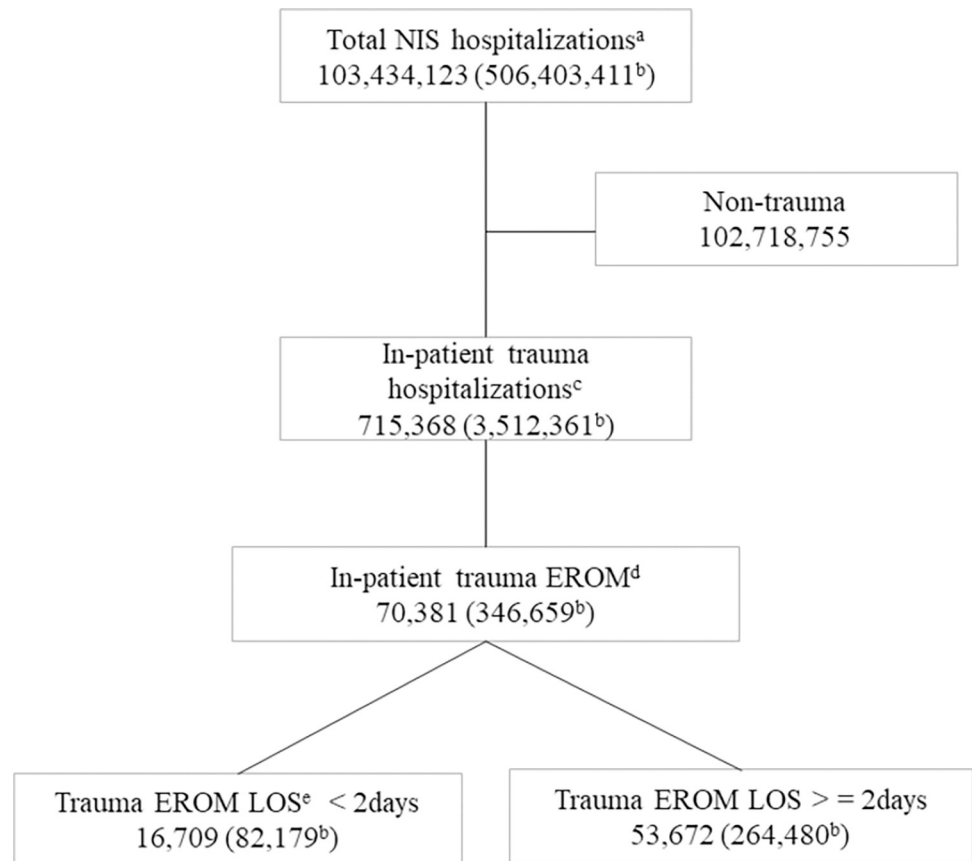 Total NIS hospitalizationsᵃ
103,434,123 (506,403,411ᵇ)
Non-trauma
102,718,755
In-patient trauma
hospitalizationsᶜ
715,368 (3,512,361ᵇ)
In-patient trauma EROMᵈ
70,381 (346,659ᵇ)
Trauma EROM LOSᵉ < 2days
16,709 (82,179ᵇ)
Trauma EROM LOS > = 2days
53,672 (264,480ᵇ)